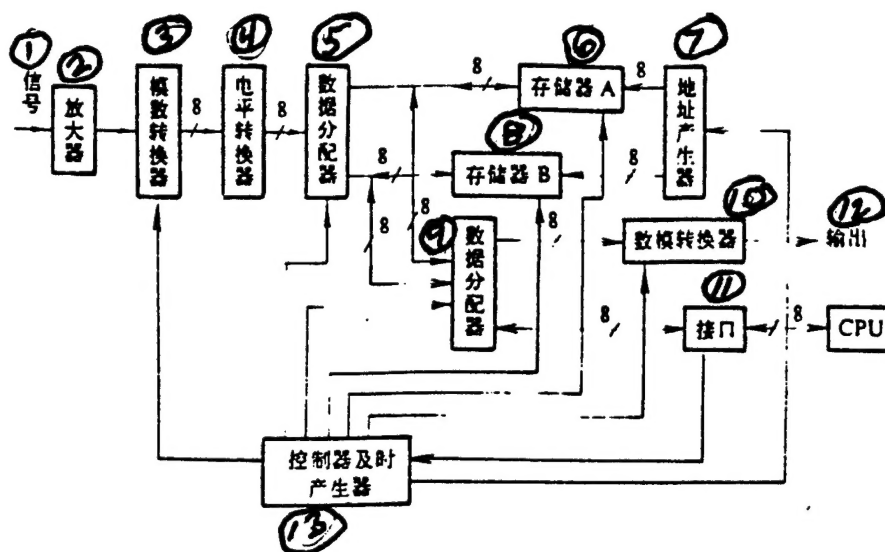 ① ② ③ ④ ⑤ ⑥ ⑦
信号
放大器
模数转换器
8
电平转换器
8
数据分配器
8
存储器 A
8
地址产生器
⑧
8
存储器 B
8
8
8
⑨
数据分配器
8
⑩
数模转换器
⑫
输出
8
⑪
接口
8
CPU
控制器及时
产生器
⑬